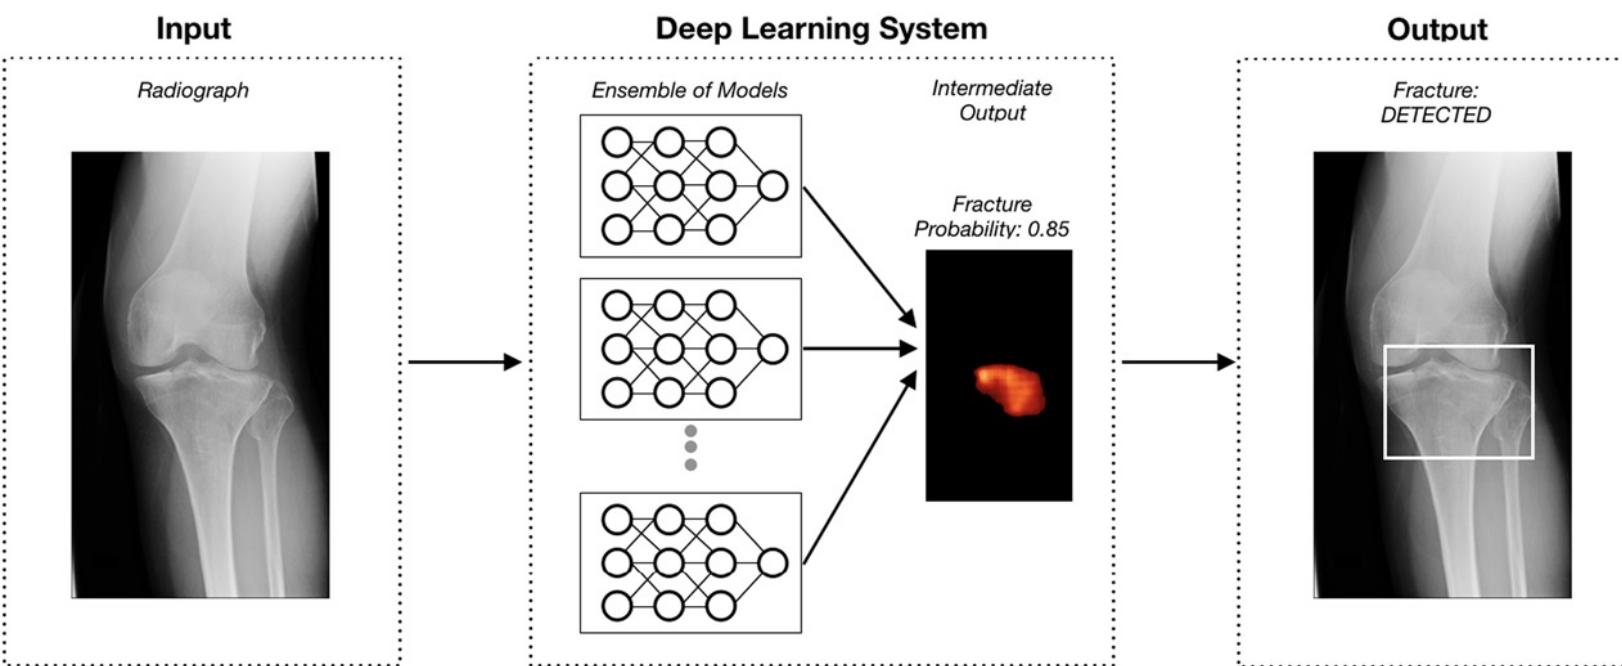 Input
Radiograph
Deep Learning System
Ensemble of Models
Intermediate
Output
Fracture
Probability: 0.85
Output
Fracture:
DETECTED